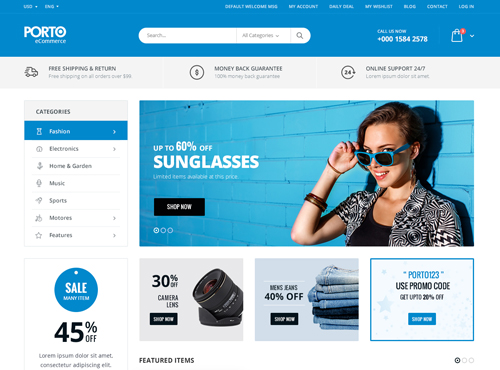 USD ENG DEFAULT WELCOME MSG MY ACCOUNT DAILY DEAL MY WISHLIST BLOG CONTACT LOG IN
PORTO
eCommerce
Search... All Categories
CALL US NOW
+000 1584 2578
FREE SHIPPING & RETURN
Free shipping on all orders over $99.
MONEY BACK GUARANTEE
100% money back guarantee
ONLINE SUPPORT 24/7
Lorem ipsum dolor sit amet.
CATEGORIES
Fashion
Electronics
Home & Garden
Music
Sports
Motores
Features
UP TO 60% OFF
SUNGLASSES
Limited items available at this price
SHOP NOW
SALE
MANY ITEM
45% OFF
Lorem ipsum dolor sit amet,
consectetur adipiscing elit.
30% OFF
CAMERA
LENS
SHOP NOW
MENS JEANS
40% OFF
SHOP NOW
" PORTO123 "
USE PROMO CODE
GET UPTO 20% OFF
SHOP NOW
FEATURED ITEMS